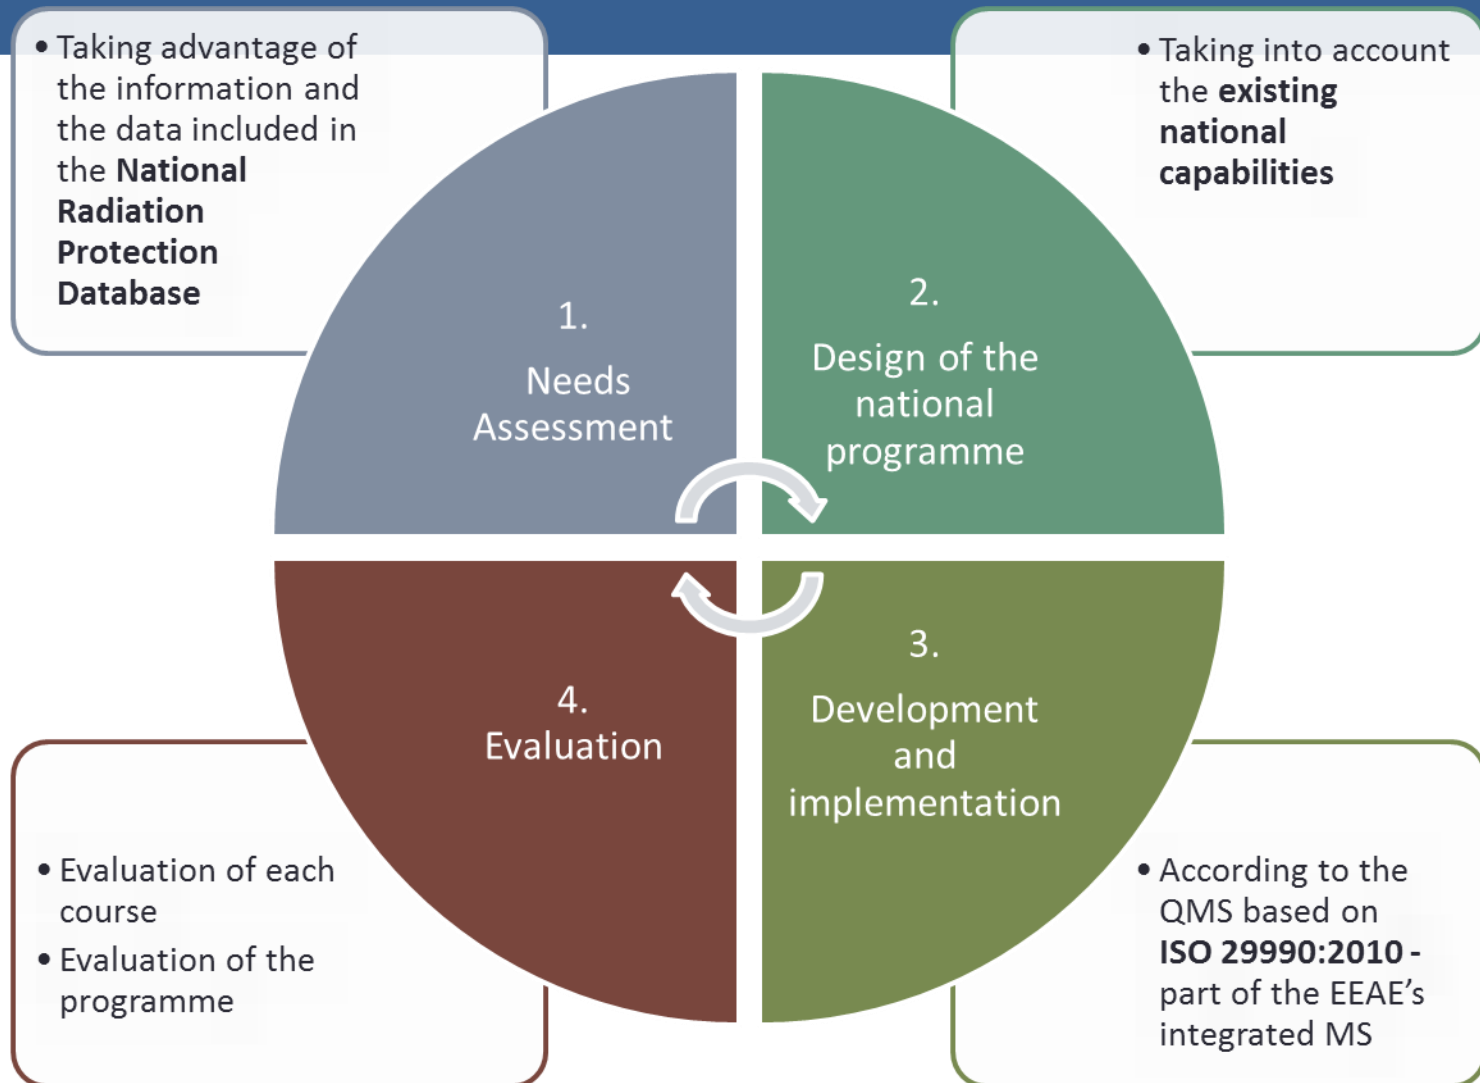 • Taking advantage of
the information and
the data included in
the National
Radiation
Protection
Database
• Taking into account
the existing
national
capabilities
1.
Needs
Assessment
2.
Design of the
national
programme
3.
Development
and
implementation
4.
Evaluation
• Evaluation of each
course
• Evaluation of the
programme
• According to the
QMS based on
ISO 29990:2010 -
part of the EEAE’s
integrated MS